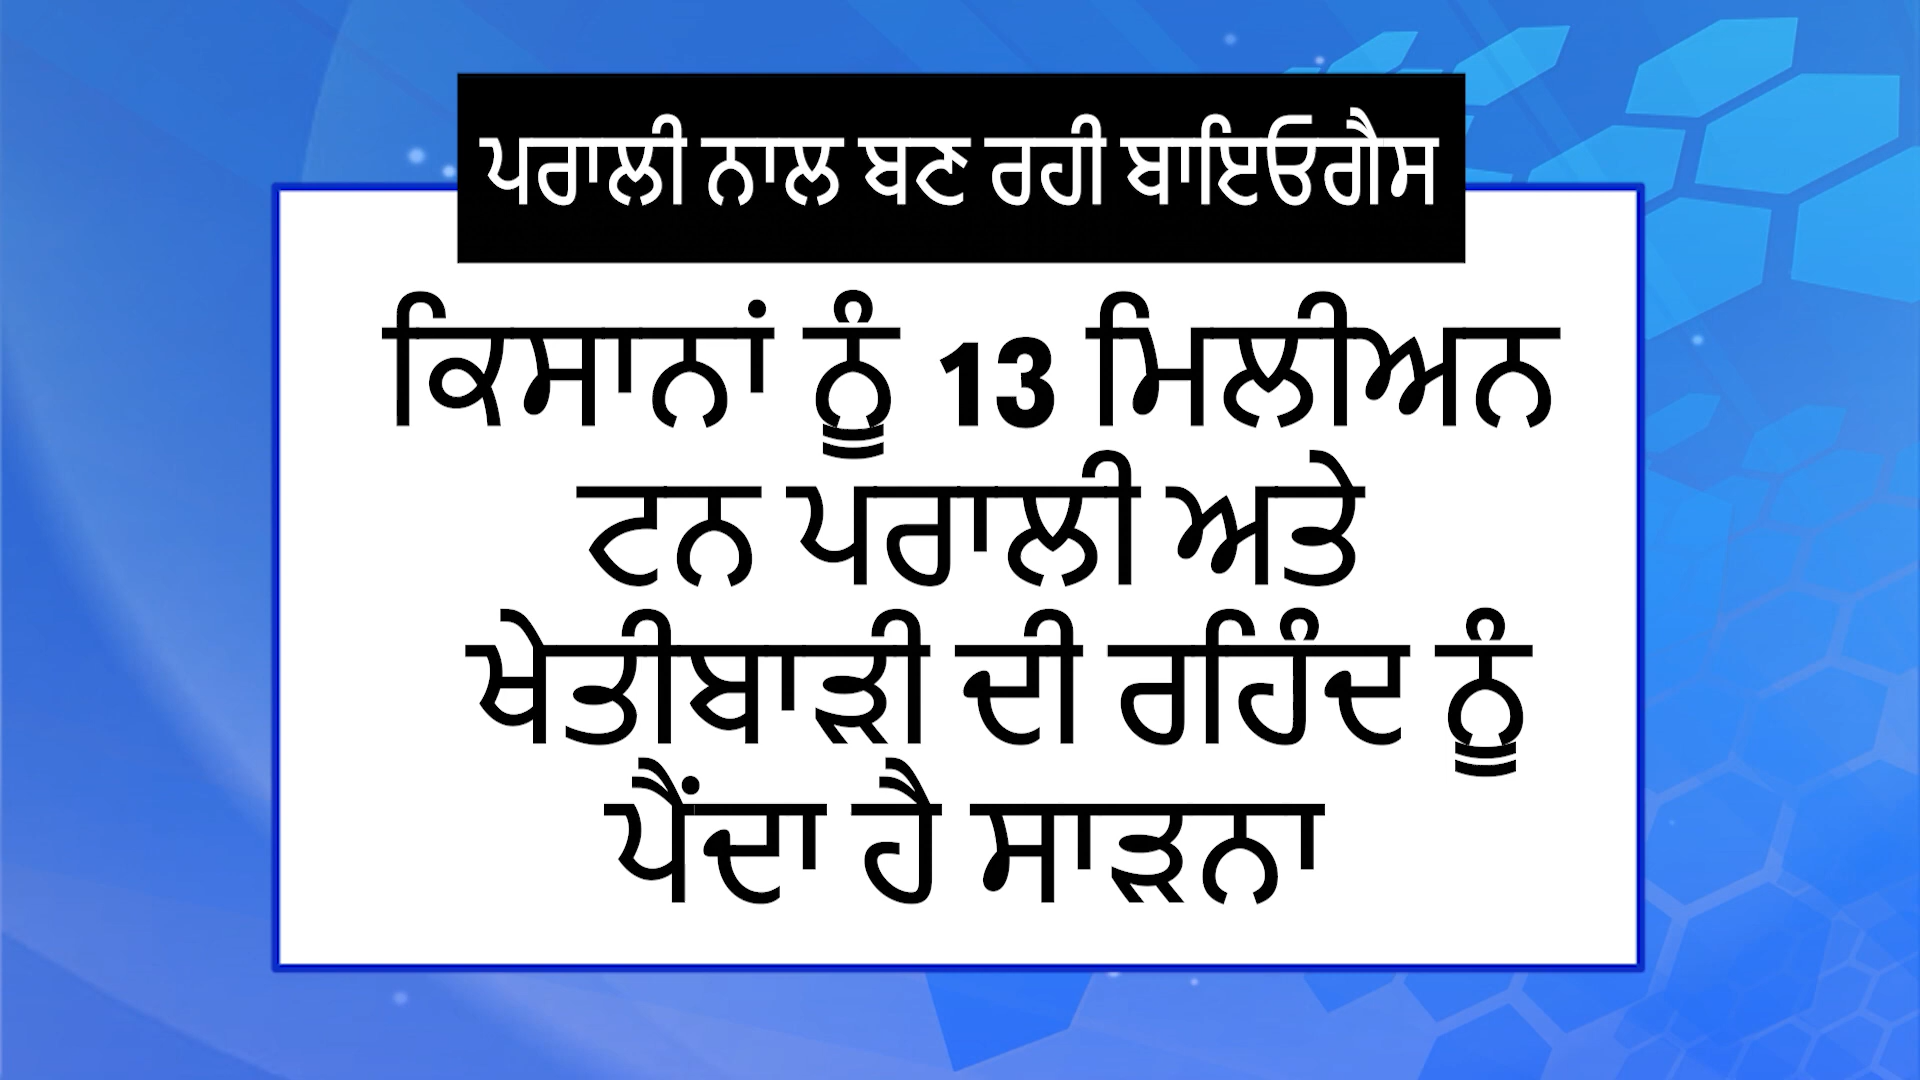 ਪਰਾਲੀ ਨਾਲ ਬਣ ਰਹੀ ਬਾਇਓਗੈਸ
ਕਿਸਾਨਾਂ ਨੂੰ 13 ਮਿਲੀਅਨ
ਟਨ ਪਰਾਲੀ ਅਤੇ
ਖੇਤੀਬਾੜੀ ਦੀ ਰਹਿੰਦ ਨੂੰ
ਪੈਂਦਾ ਹੈ ਸਾੜਨਾ